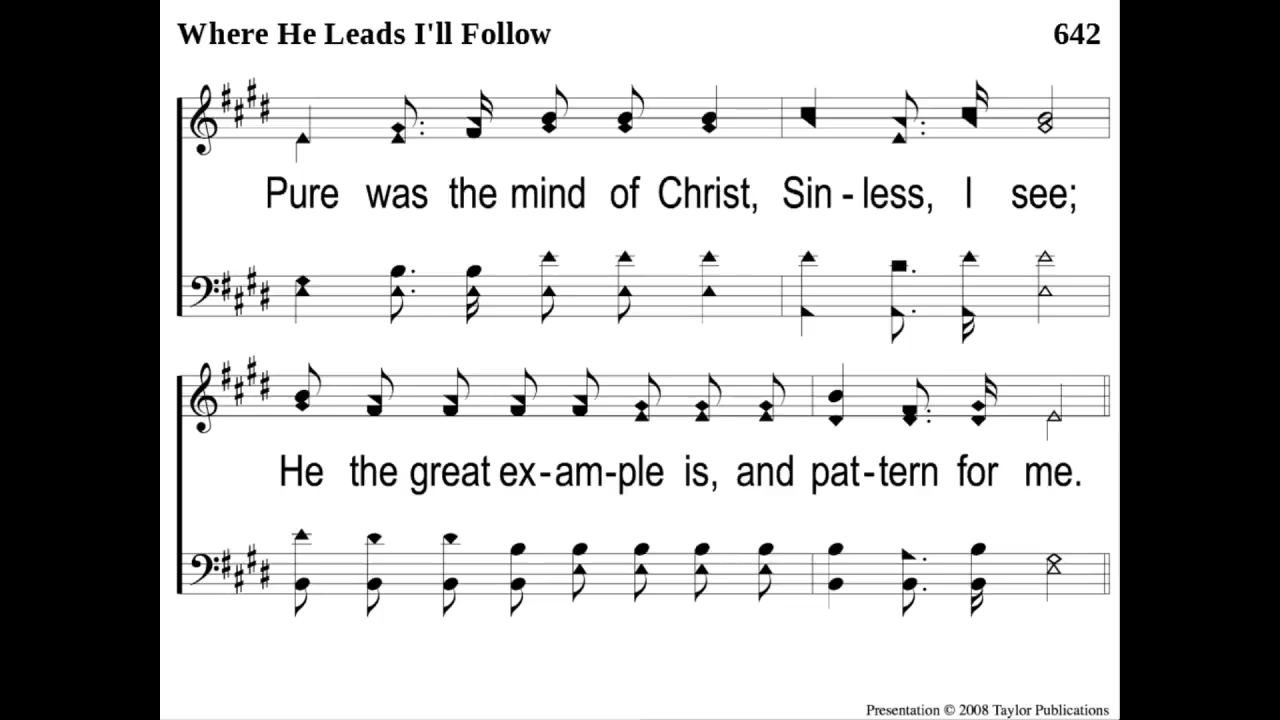 Where He Leads I'll Follow 642
Pure was the mind of Christ, Sin - less, I see;
He the great ex-am-ple is, and pat-tern for me.
Presentation © 2008 Taylor Publications